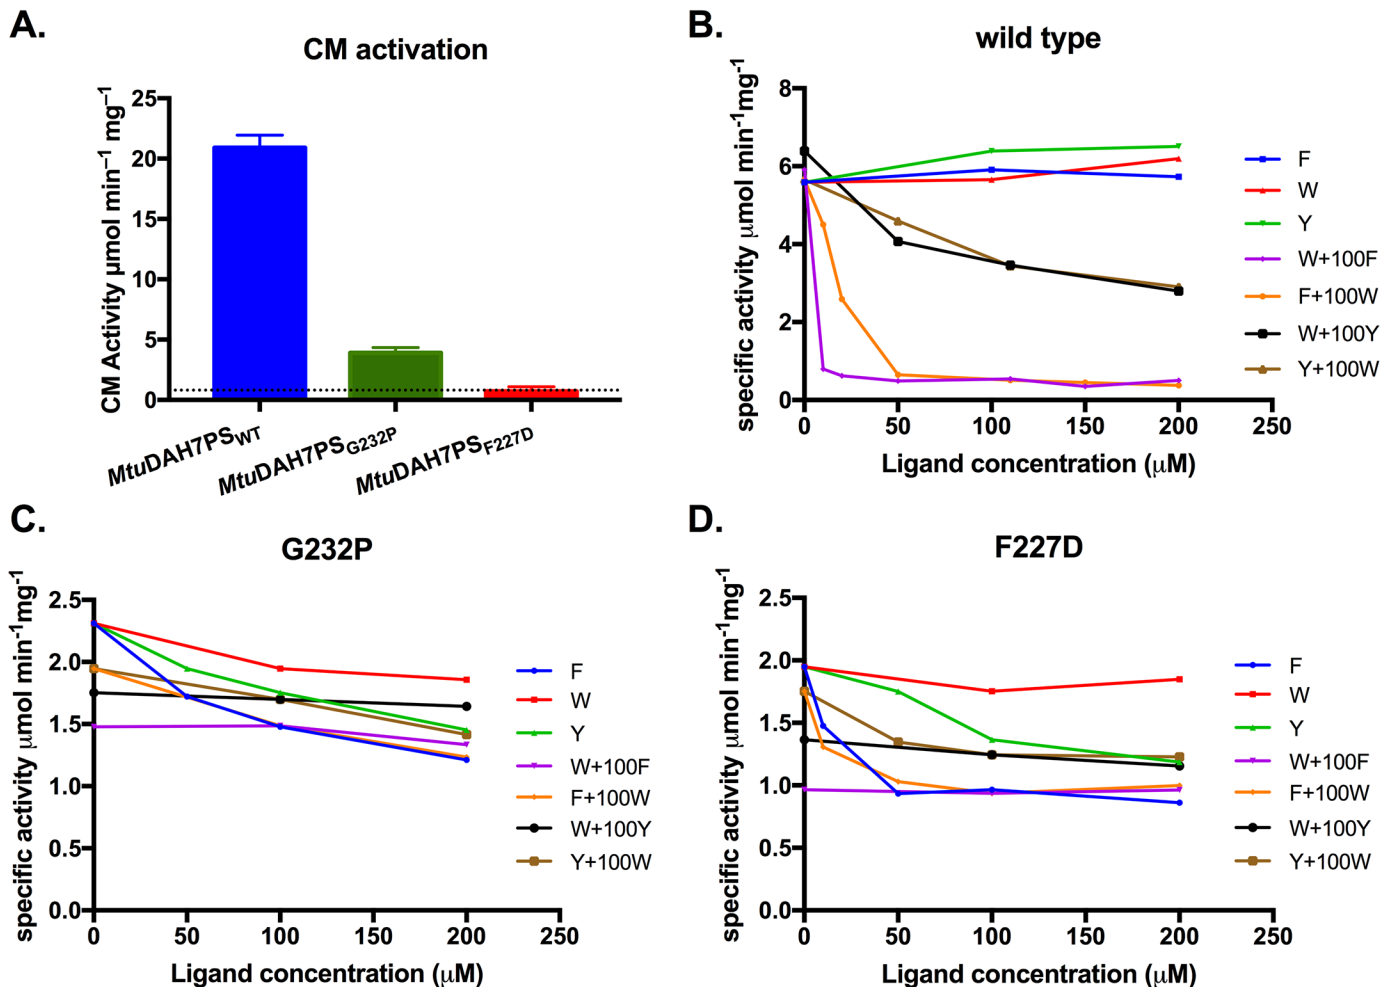 A.
CM activation
CM Activity µmol min⁻¹ mg⁻¹
25
20
15
10
5
0
MtuDAH7PS_WT
MtuDAH7PS_G232P
MtuDAH7PS_F227D
B.
wild type
specific activity µmol min⁻¹mg⁻¹
8
6
4
2
0
0 50 100 150 200 250
Ligand concentration (µM)
F
W
Y
W+100F
F+100W
W+100Y
Y+100W
C.
G232P
specific activity µmol min⁻¹mg⁻¹
2.5
2.0
1.5
1.0
0.5
0.0
0 50 100 150 200 250
Ligand concentration (µM)
F
W
Y
W+100F
F+100W
W+100Y
Y+100W
D.
F227D
specific activity µmol min⁻¹mg⁻¹
2.5
2.0
1.5
1.0
0.5
0.0
0 50 100 150 200 250
Ligand concentration (µM)
F
W
Y
W+100F
F+100W
W+100Y
Y+100W